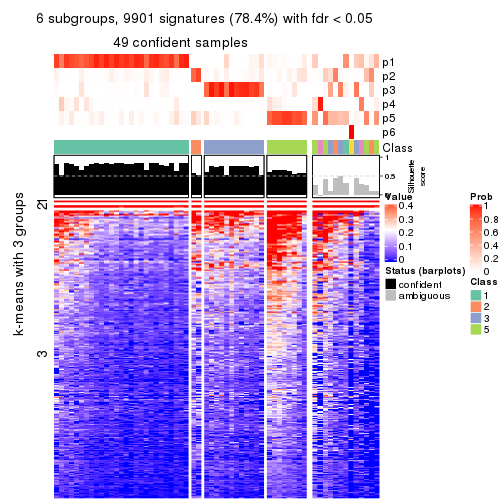 6 subgroups, 9901 signatures (78.4%) with fdr < 0.05
49 confident samples
p1
p2
p3
p4
p5
p6
Class
1
0.5
0
Silhouette
score
k-means with 3 groups
2
1
3
Value
0.4
0.3
0.2
0.1
0
Status (barplots)
confident
ambiguous
Prob
1
0.8
0.6
0.4
0.2
0
Class
1
2
3
5